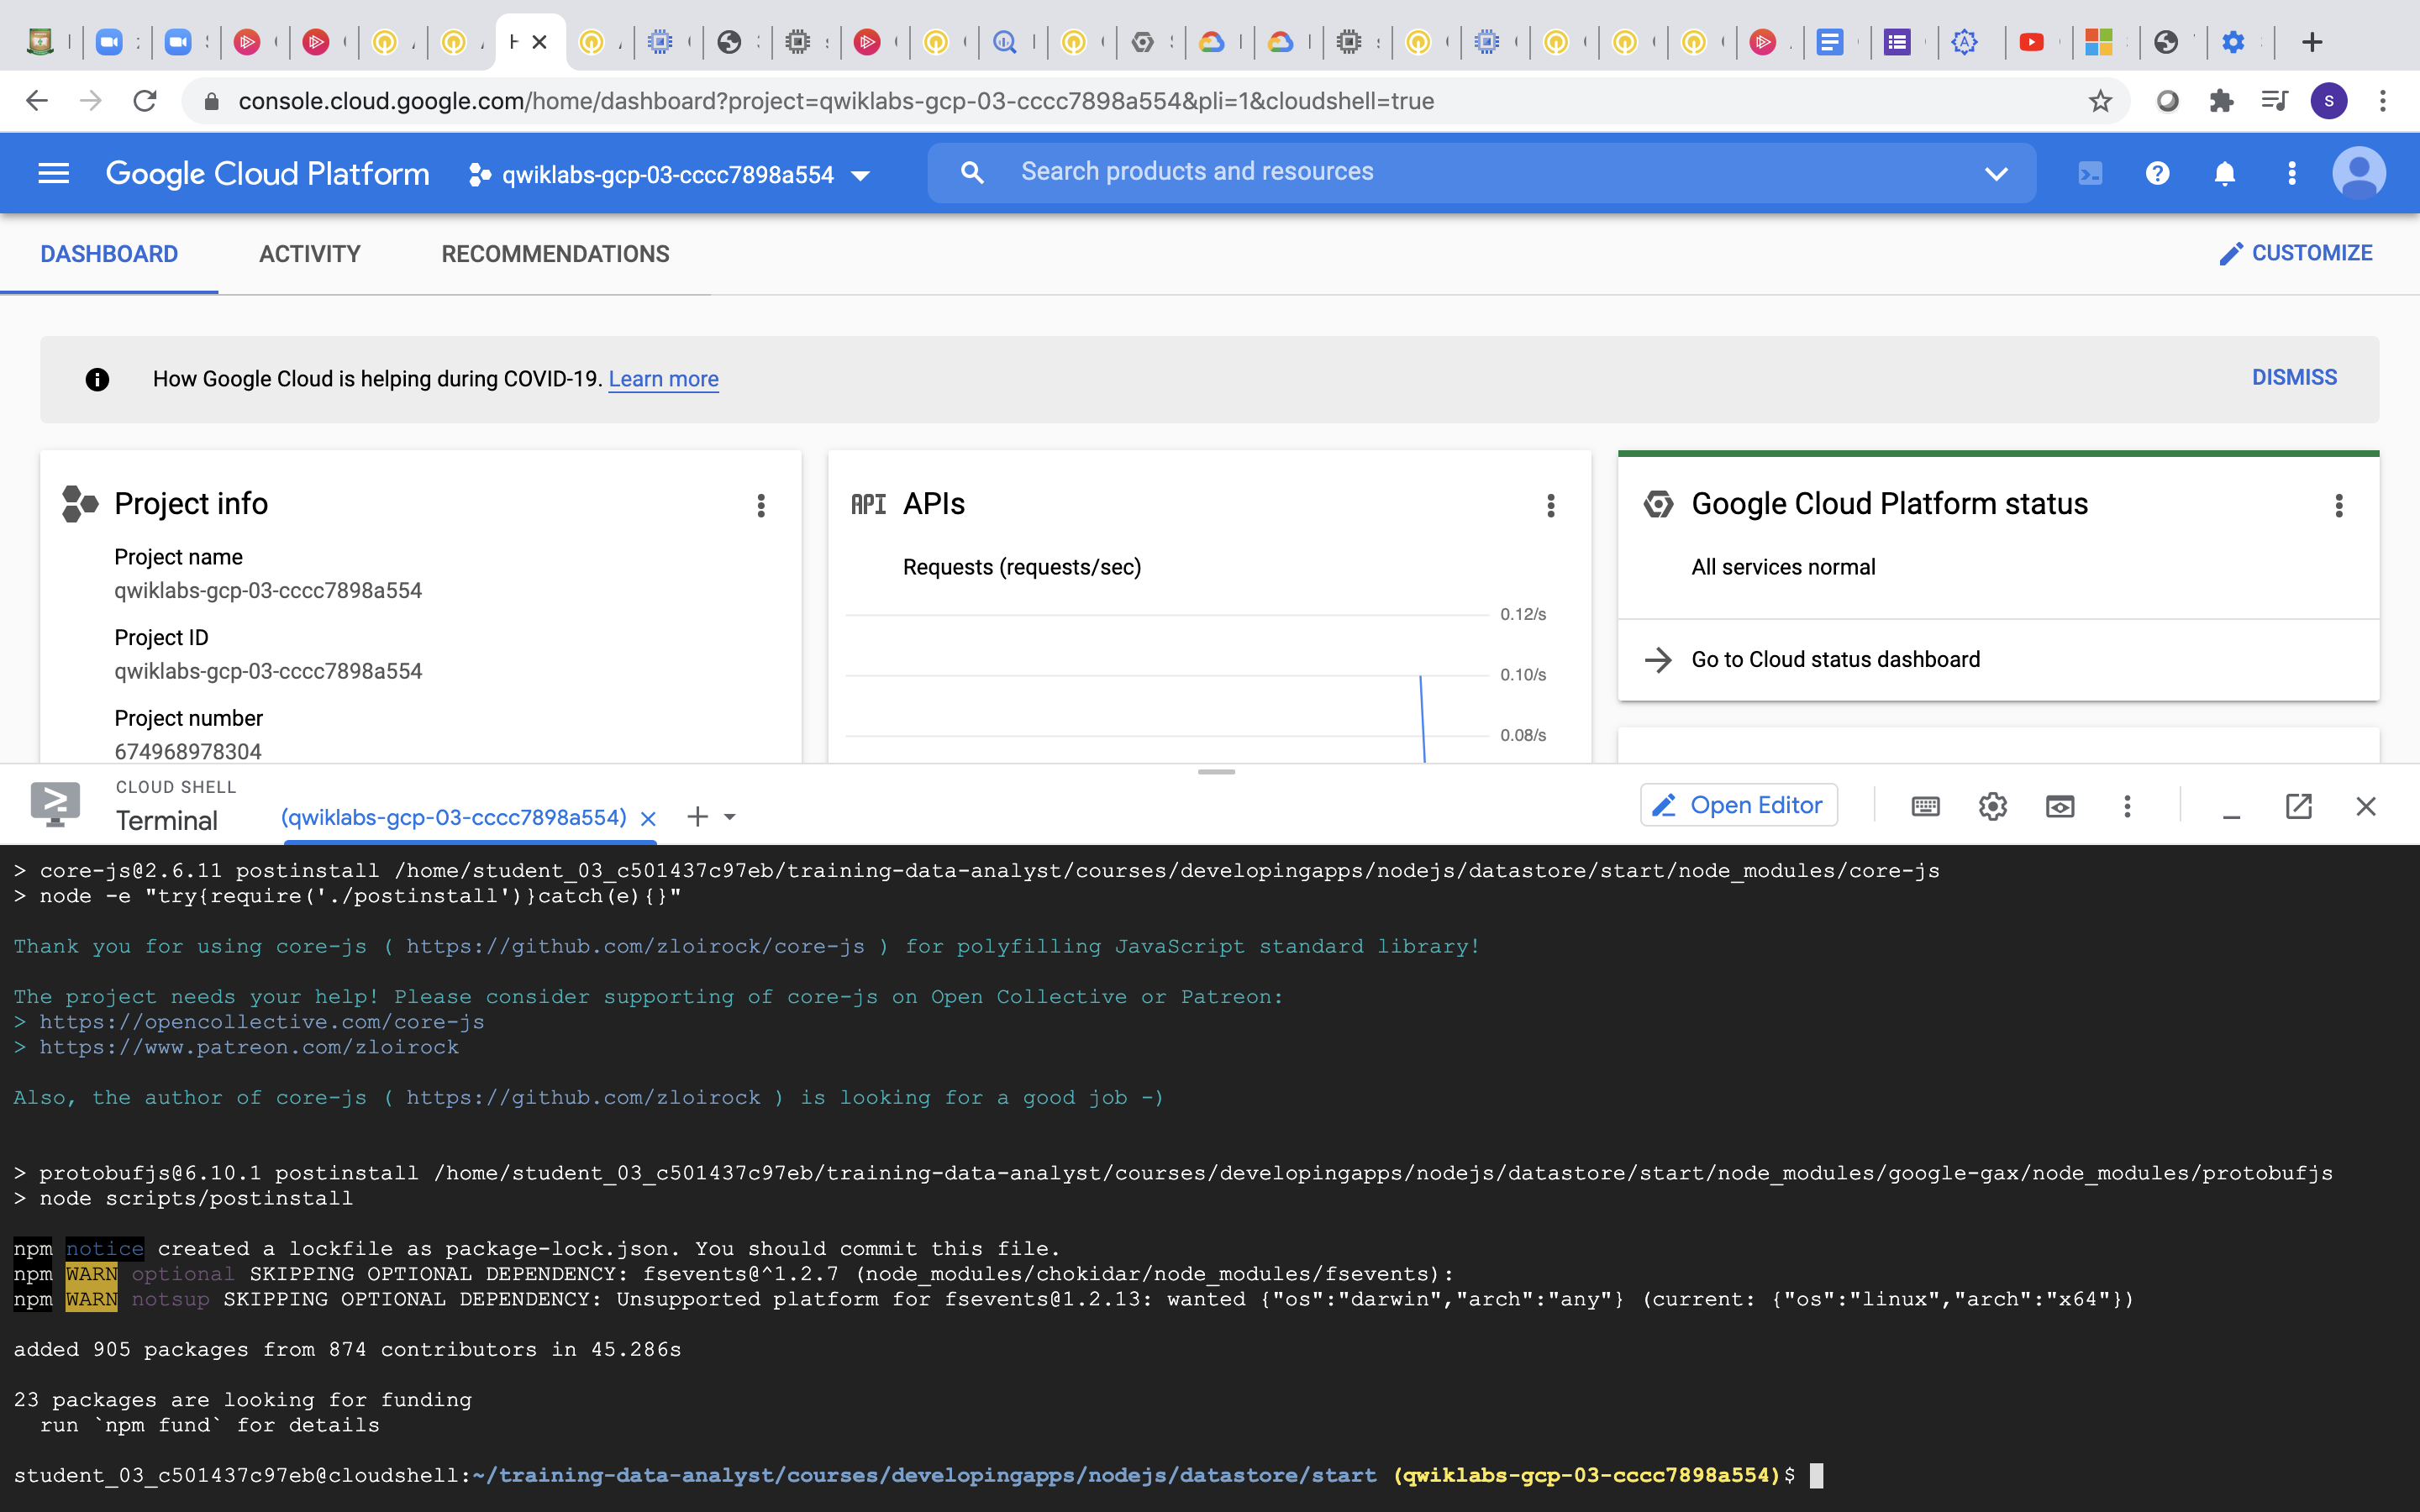 console.cloud.google.com/home/dashboard?project=qwiklabs-gcp-03-cccc7898a554&pli=1&cloudshell=true
S
Google Cloud Platform
qwiklabs-gcp-03-cccc7898a554
Search products and resources
DASHBOARD
ACTIVITY
RECOMMENDATIONS
CUSTOMIZE
How Google Cloud is helping during COVID-19. Learn more
DISMISS
Project info
Project name
qwiklabs-gcp-03-cccc7898a554
Project ID
qwiklabs-gcp-03-cccc7898a554
Project number
674968978304
API APIs
Requests (requests/sec)
0.12/s
0.10/s
0.08/s
Google Cloud Platform status
All services normal
Go to Cloud status dashboard
CLOUD SHELL
Terminal
(qwiklabs-gcp-03-cccc7898a554)
Open Editor
> core-js@2.6.11 postinstall /home/student_03_c501437c97eb/training-data-analyst/courses/developingapps/nodejs/datastore/start/node_modules/core-js
> node -e "try{require('./postinstall')}catch(e){}"
Thank you for using core-js ( https://github.com/zloirock/core-js ) for polyfilling JavaScript standard library!
The project needs your help! Please consider supporting of core-js on Open Collective or Patreon:
> https://opencollective.com/core-js
> https://www.patreon.com/zloirock
Also, the author of core-js ( https://github.com/zloirock ) is looking for a good job -)
> protobufjs@6.10.1 postinstall /home/student_03_c501437c97eb/training-data-analyst/courses/developingapps/nodejs/datastore/start/node_modules/google-gax/node_modules/protobufjs
> node scripts/postinstall
npm notice created a lockfile as package-lock.json. You should commit this file.
npm WARN optional SKIPPING OPTIONAL DEPENDENCY: fsevents@^1.2.7 (node_modules/chokidar/node_modules/fsevents):
npm WARN notsup SKIPPING OPTIONAL DEPENDENCY: Unsupported platform for fsevents@1.2.13: wanted {"os":"darwin","arch":"any"} (current: {"os":"linux","arch":"x64"})
added 905 packages from 874 contributors in 45.286s
23 packages are looking for funding
run `npm fund` for details
student_03_c501437c97eb@cloudshell:~/training-data-analyst/courses/developingapps/nodejs/datastore/start (qwiklabs-gcp-03-cccc7898a554)$